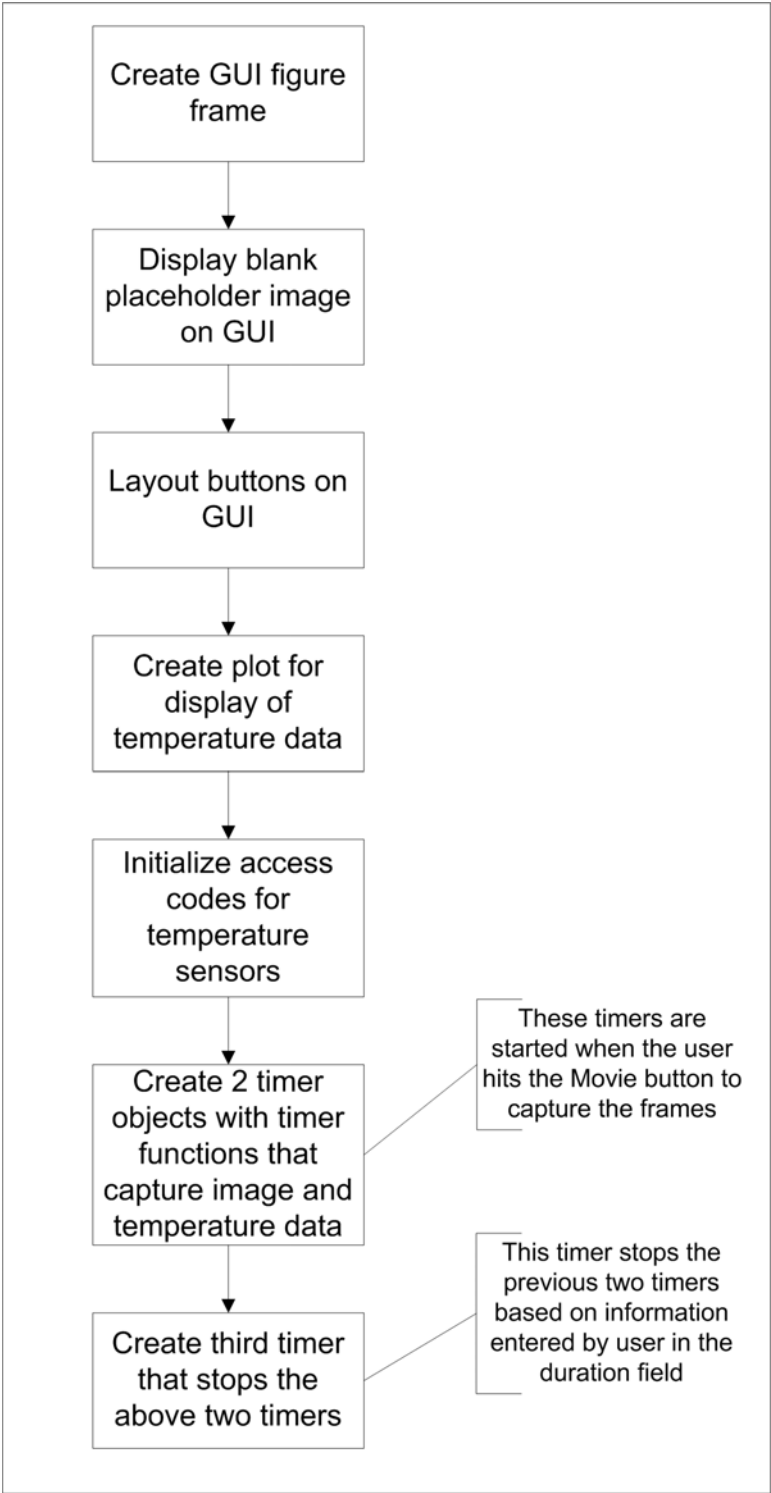 Create GUI figure
frame
Display blank
placeholder image
on GUI
Layout buttons on
GUI
Create plot for
display of
temperature data
Initialize access
codes for
temperature
sensors
These timers are
started when the user
hits the Movie button to
capture the frames
Create 2 timer
objects with timer
functions that
capture image and
temperature data
This timer stops the
previous two timers
based on information
entered by user in the
duration field
Create third timer
that stops the
above two timers